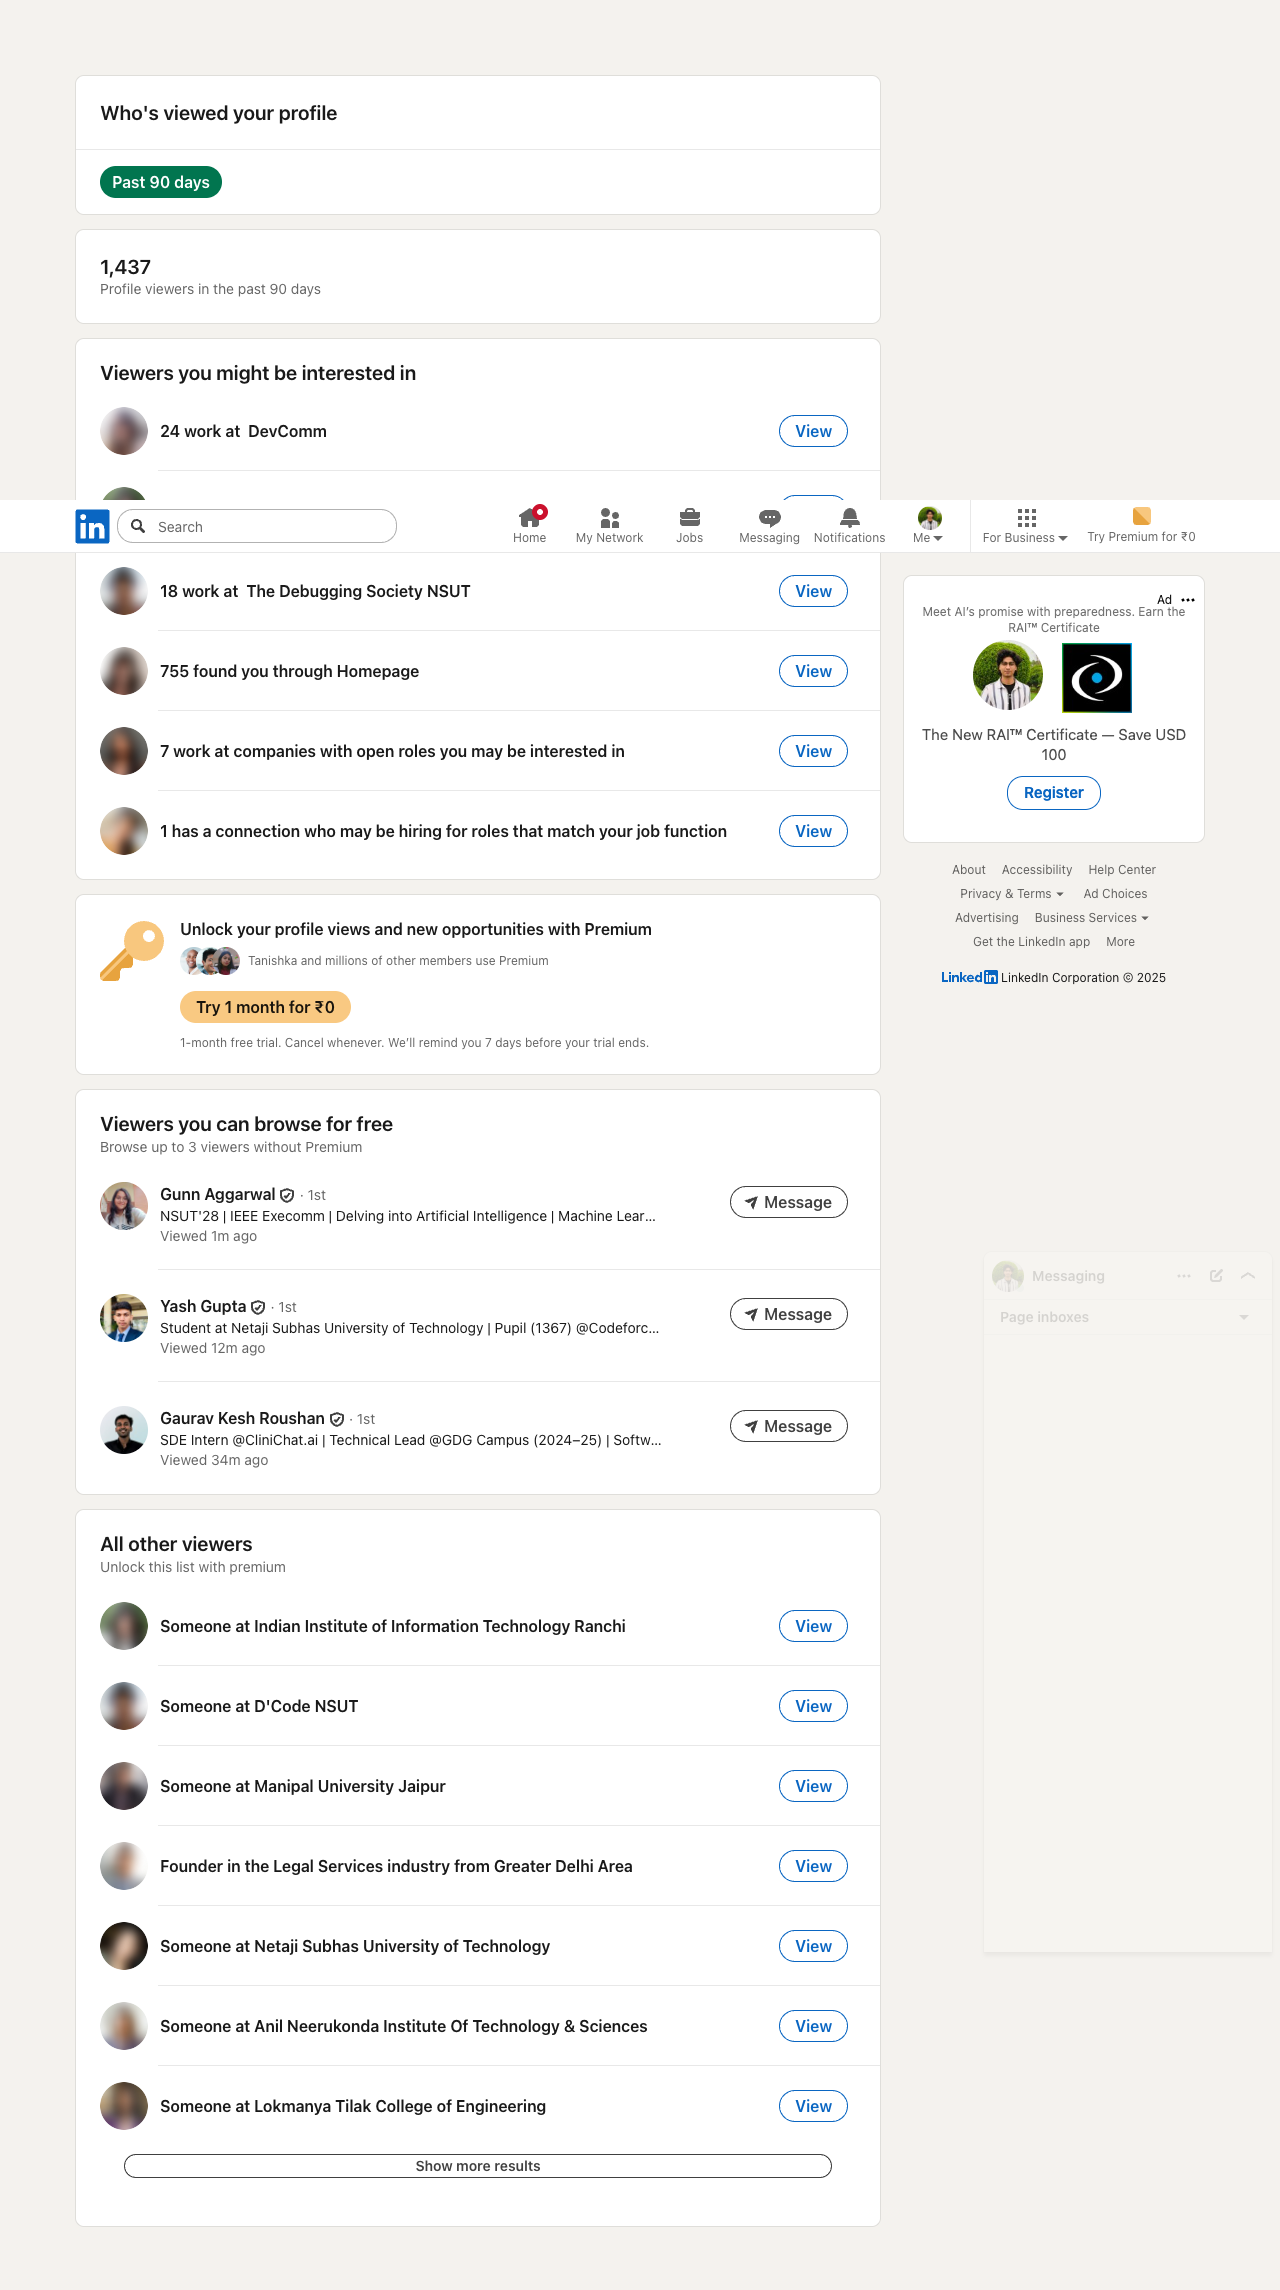 Who's viewed your profile
Past 90 days
1,437
Profile viewers in the past 90 days
Viewers you might be interested in
24 work at  DevComm
View
in
Search
Home
My Network
Jobs
Messaging
Notifications
Me
For Business
Try Premium for ₹0
18 work at  The Debugging Society NSUT
View
755 found you through Homepage
View
7 work at companies with open roles you may be interested in
View
1 has a connection who may be hiring for roles that match your job function
View
Ad
Meet AI's promise with preparedness. Earn the
RAI™ Certificate
The New RAI™ Certificate — Save USD
100
Register
About Accessibility Help Center
Privacy & Terms Ad Choices
Advertising Business Services
Get the LinkedIn app More
LinkedIn LinkedIn Corporation © 2025
Unlock your profile views and new opportunities with Premium
Tanishka and millions of other members use Premium
Try 1 month for ₹0
1-month free trial. Cancel whenever. We'll remind you 7 days before your trial ends.
Viewers you can browse for free
Browse up to 3 viewers without Premium
Gunn Aggarwal · 1st
NSUT'28 | IEEE Execomm | Delving into Artificial Intelligence | Machine Lear...
Viewed 1m ago
Message
Yash Gupta · 1st
Student at Netaji Subhas University of Technology | Pupil (1367) @Codeforc...
Viewed 12m ago
Message
Gaurav Kesh Roushan · 1st
SDE Intern @CliniChat.ai | Technical Lead @GDG Campus (2024–25) | Softw...
Viewed 34m ago
Message
Messaging
Page inboxes
All other viewers
Unlock this list with premium
Someone at Indian Institute of Information Technology Ranchi
View
Someone at D'Code NSUT
View
Someone at Manipal University Jaipur
View
Founder in the Legal Services industry from Greater Delhi Area
View
Someone at Netaji Subhas University of Technology
View
Someone at Anil Neerukonda Institute Of Technology & Sciences
View
Someone at Lokmanya Tilak College of Engineering
View
Show more results